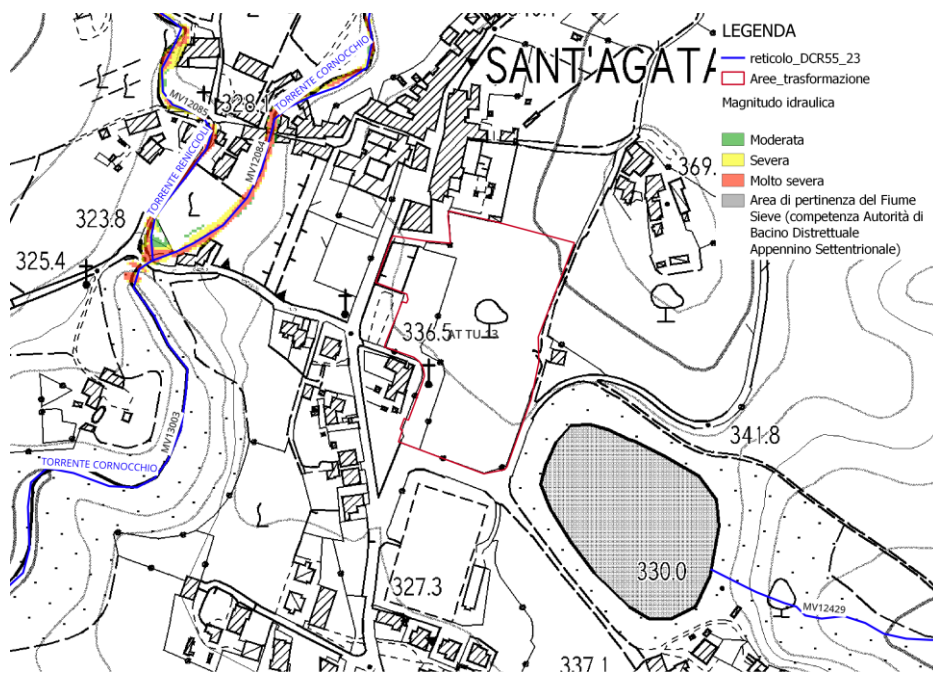 LEGENDA
reticolo_DCR55_23
Aree_trasformazione
Magnitudo idraulica
Moderata
Severa
Molto severa
Area di pertinenza del Fiume
Sieve (competenza Autorità di
Bacino Distrettuale
Appennino Settentrionale)
SANT'AGATA
TORRENTE CORNOCCHIO
MV12085
328.1
MV12084
TORRENTE RENICCIOLI
369.
323.8
325.4
336.5
AT TU
341.8
MV13003
TORRENTE CORNOCCHIO
330.0
327.3
MV12429
337.1